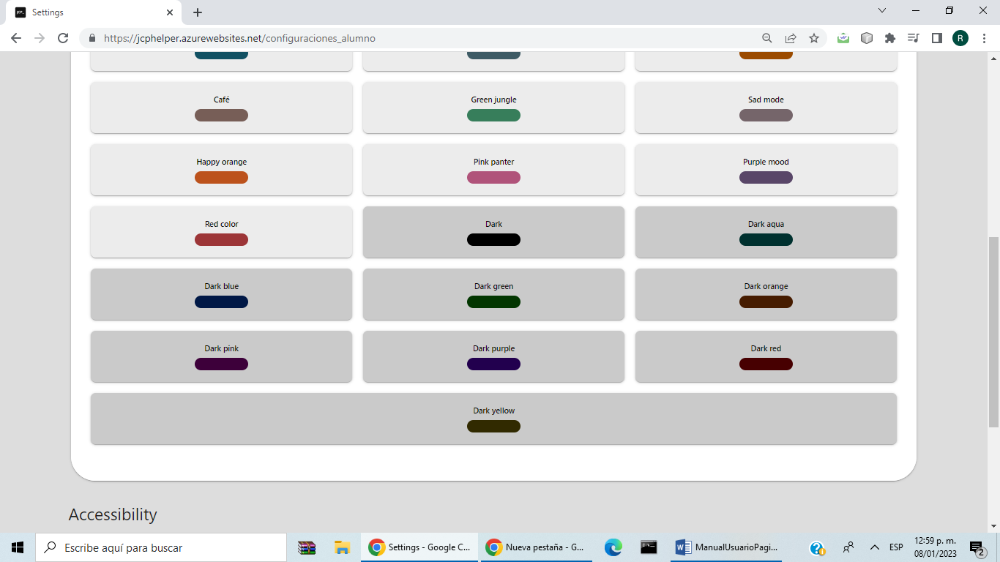 JCP_
Settings
https://jcphelper.azurewebsites.net/configuraciones_alumno
R
Café
Green jungle
Sad mode
Happy orange
Pink panter
Purple mood
Red color
Dark
Dark aqua
Dark blue
Dark green
Dark orange
Dark pink
Dark purple
Dark red
Dark yellow
Accessibility
Escribe aquí para buscar
Settings - Google C...
Nueva pestaña - G...
ManualUsuarioPagi...
ESP
12:59 p. m.
08/01/2023
2